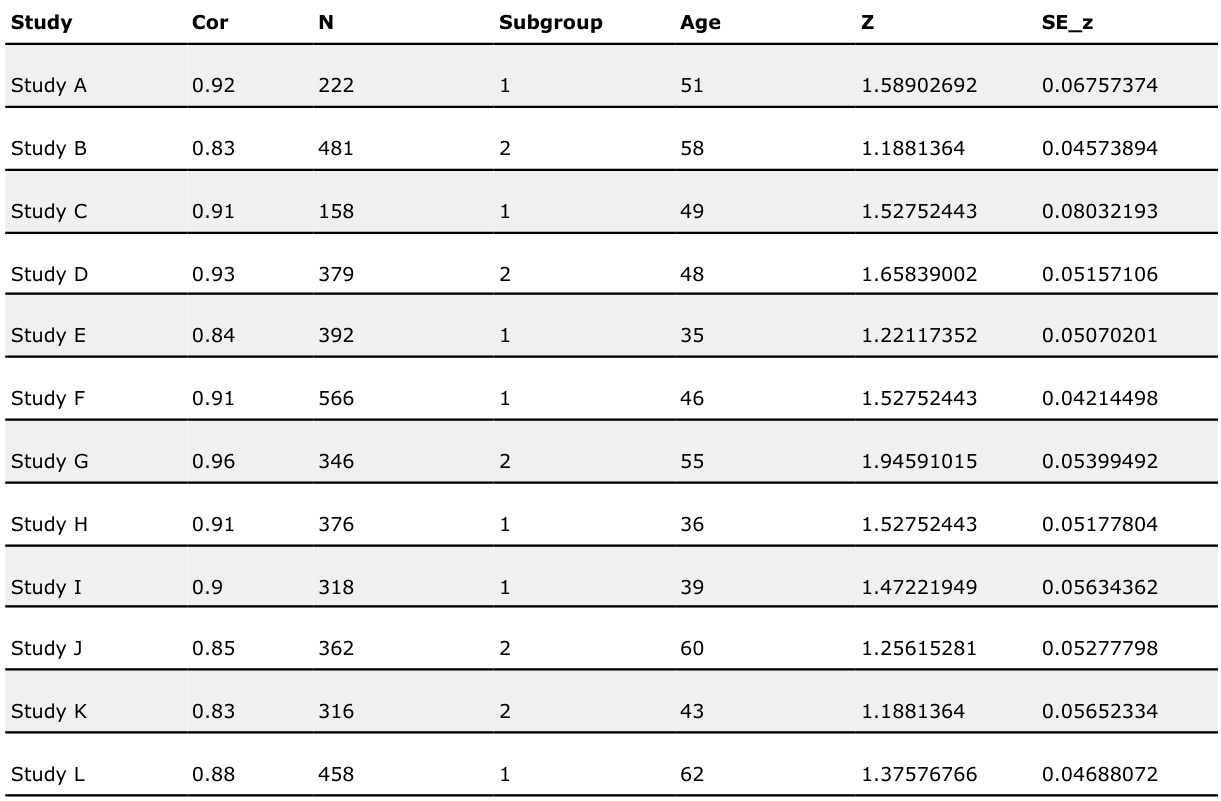 Study Cor N Subgroup Age Z SE_z
Study A 0.92 222 1 51 1.58902692 0.06757374
Study B 0.83 481 2 58 1.1881364 0.04573894
Study C 0.91 158 1 49 1.52752443 0.08032193
Study D 0.93 379 2 48 1.65839002 0.05157106
Study E 0.84 392 1 35 1.22117352 0.05070201
Study F 0.91 566 1 46 1.52752443 0.04214498
Study G 0.96 346 2 55 1.94591015 0.05399492
Study H 0.91 376 1 36 1.52752443 0.05177804
Study I 0.9 318 1 39 1.47221949 0.05634362
Study J 0.85 362 2 60 1.25615281 0.05277798
Study K 0.83 316 2 43 1.1881364 0.05652334
Study L 0.88 458 1 62 1.37576766 0.04688072